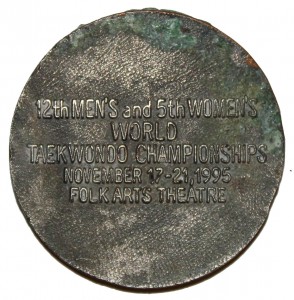 12th MEN'S and 5th WOMEN'S
WORLD
TAEKWONDO CHAMPIONSHIPS
NOVEMBER 17-21, 1995
FOLK ARTS THEATRE